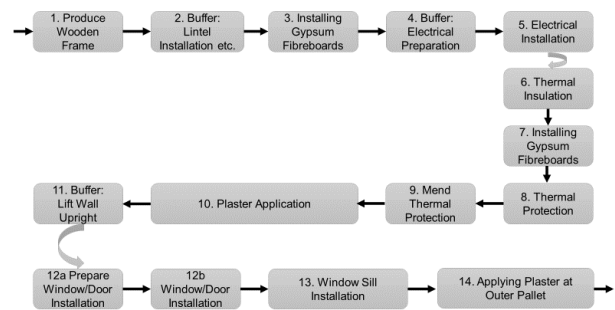 1. Produce
Wooden
Frame
2. Buffer:
Lintel
Installation etc.
3. Installing
Gypsum
Fibreboards
4. Buffer:
Electrical
Preparation
5. Electrical
Installation
6. Thermal
Insulation
7. Installing
Gypsum
Fibreboards
8. Thermal
Protection
9. Mend
Thermal
Protection
10. Plaster Application
11. Buffer:
Lift Wall
Upright
12a Prepare
Window/Door
Installation
12b
Window/Door
Installation
13. Window Sill
Installation
14. Applying Plaster at
Outer Pallet